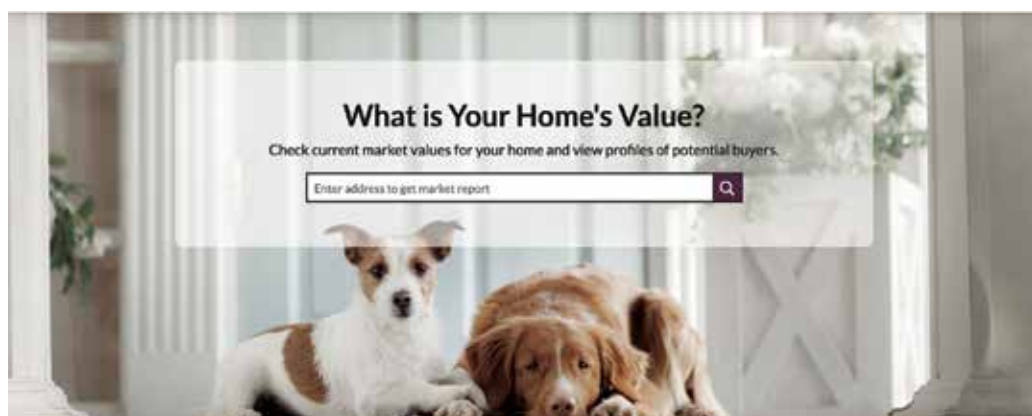 What is Your Home's Value?
Check current market values for your home and view profiles of potential buyers.
Enter address to get market report